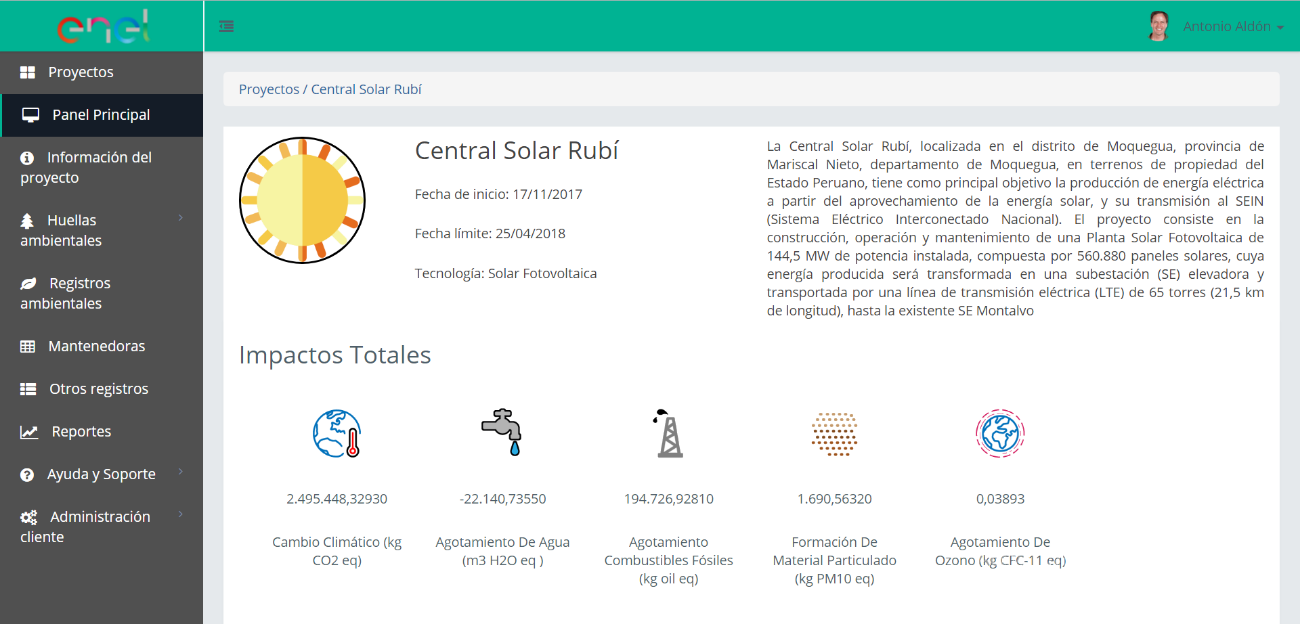 enel
Antonio Aldón
Proyectos
Panel Principal
Información del
proyecto
Huellas
ambientales
Registros
ambientales
Mantenedoras
Otros registros
Reportes
Ayuda y Soporte
Administración
cliente
Proyectos / Central Solar Rubí
Central Solar Rubí
Fecha de inicio: 17/11/2017
Fecha límite: 25/04/2018
Tecnología: Solar Fotovoltaica
La Central Solar Rubí, localizada en el distrito de Moquegua, provincia de
Mariscal Nieto, departamento de Moquegua, en terrenos de propiedad del
Estado Peruano, tiene como principal objetivo la producción de energía eléctrica
a partir del aprovechamiento de la energía solar, y su transmisión al SEIN
(Sistema Eléctrico Interconectado Nacional). El proyecto consiste en la
construcción, operación y mantenimiento de una Planta Solar Fotovoltaica de
144,5 MW de potencia instalada, compuesta por 560.880 paneles solares, cuya
energía producida será transformada en una subestación (SE) elevadora y
transportada por una línea de transmisión eléctrica (LTE) de 65 torres (21,5 km
de longitud), hasta la existente SE Montalvo
Impactos Totales
2.495.448,32930
Cambio Climático (kg
CO2 eq)
-22.140,73550
Agotamiento De Agua
(m3 H2O eq )
194.726,92810
Agotamiento
Combustibles Fósiles
(kg oil eq)
1.690,56320
Formación De
Material Particulado
(kg PM10 eq)
0,03893
Agotamiento De
Ozono (kg CFC-11 eq)